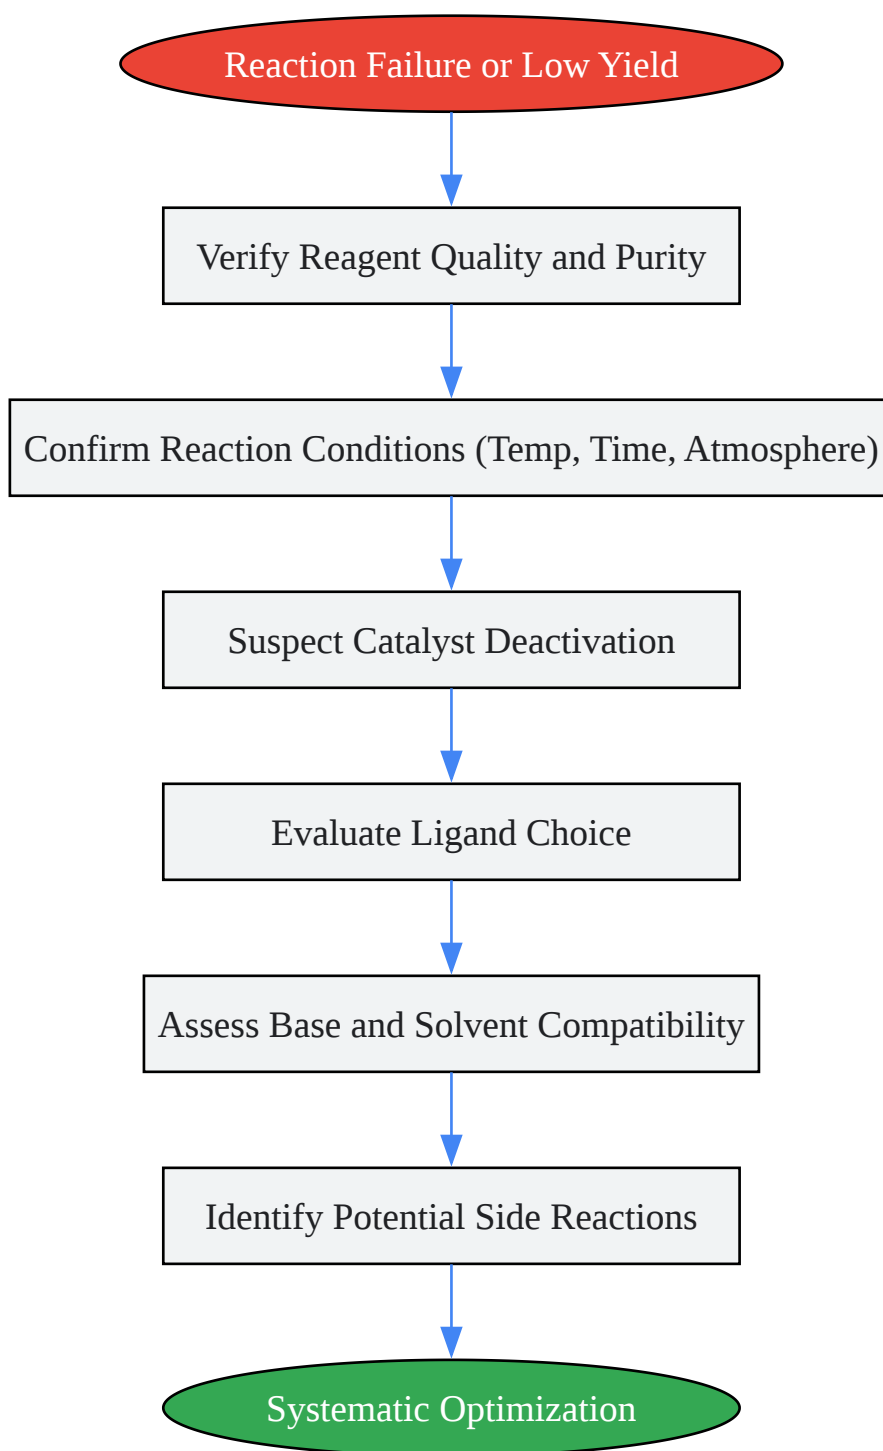 Reaction Failure or Low Yield
Verify Reagent Quality and Purity
Confirm Reaction Conditions (Temp, Time, Atmosphere)
Suspect Catalyst Deactivation
Evaluate Ligand Choice
Assess Base and Solvent Compatibility
Identify Potential Side Reactions
Systematic Optimization